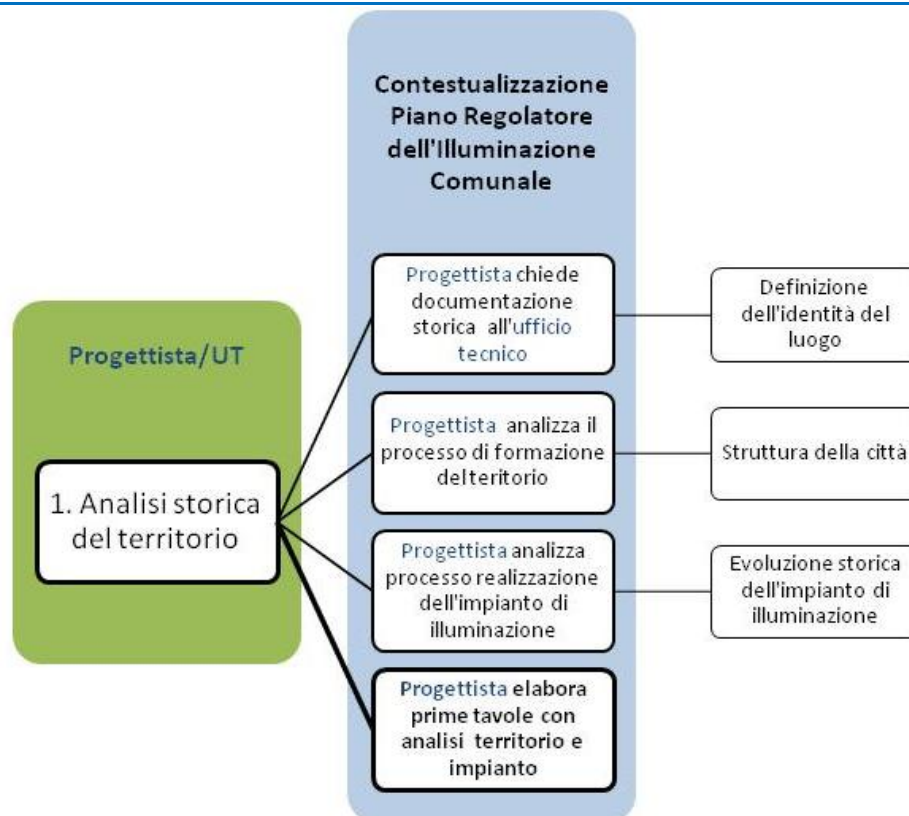 Contestualizzazione
Piano Regolatore
dell'Illuminazione
Comunale
Progettista/UT
1. Analisi storica
del territorio
Progettista chiede
documentazione
storica all'ufficio
tecnico
Definizione
dell'identità del
luogo
Progettista analizza il
processo di formazione
del teritorio
Struttura della città
Progettista analizza
processo realizzazione
dell'impianto di
illuminazione
Evoluzione storica
dell'impianto di
illuminazione
Progettista elabora
prime tavole con
analisi territorio e
impianto